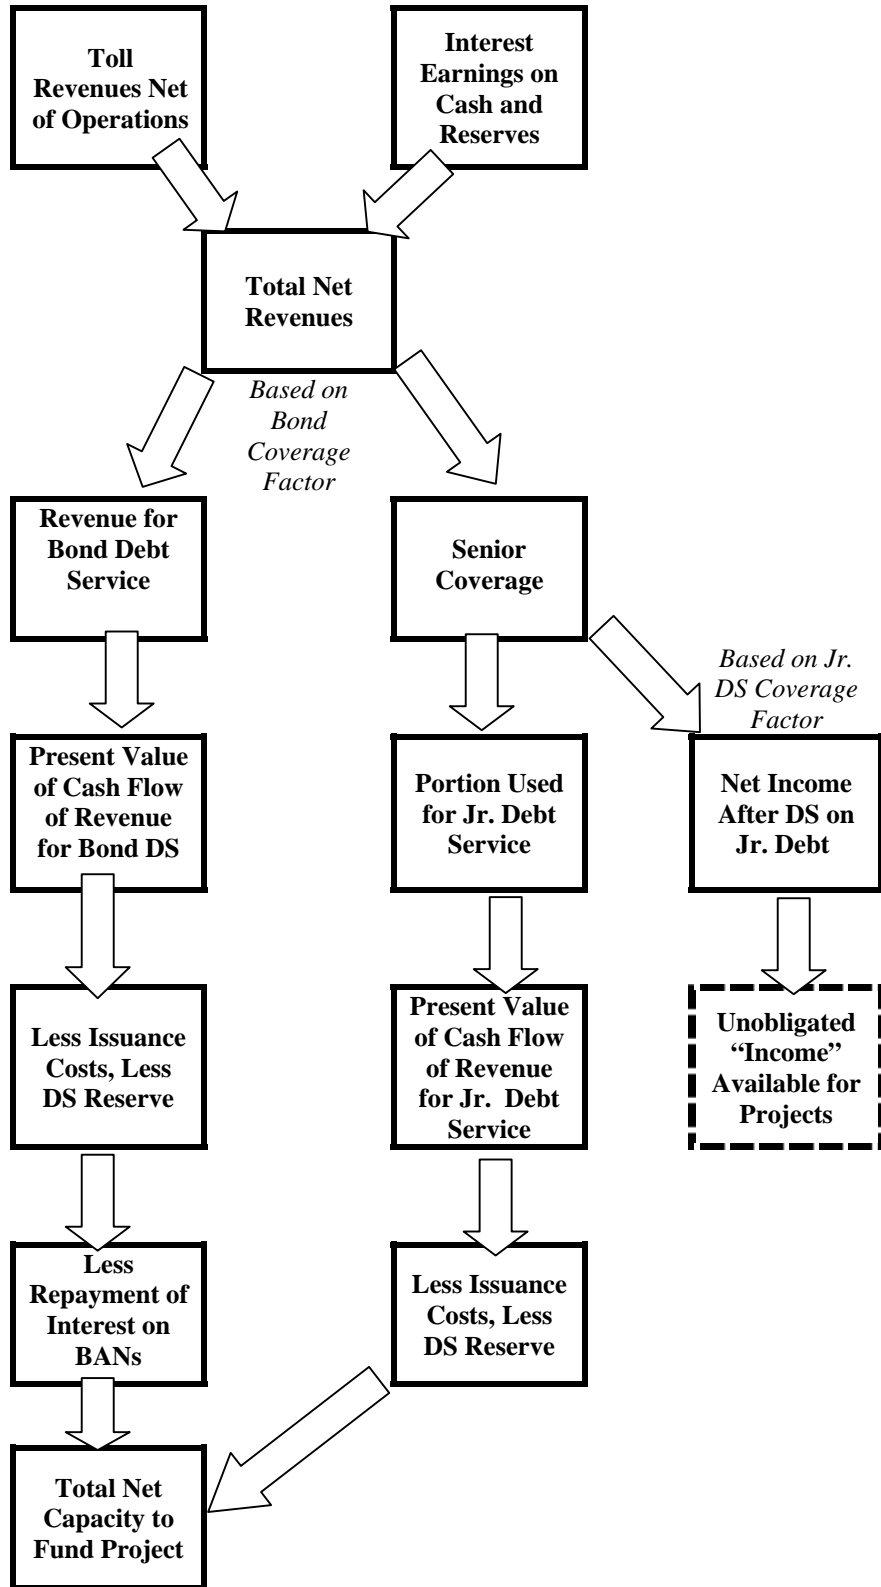 Toll
Revenues Net
of Operations
Interest
Earnings on
Cash and
Reserves
Total Net
Revenues
Based on
Bond
Coverage
Factor
Revenue for
Bond Debt
Service
Senior
Coverage
Based on Jr.
DS Coverage
Factor
Present Value
of Cash Flow
of Revenue
for Bond DS
Portion Used
for Jr. Debt
Service
Net Income
After DS on
Jr. Debt
Less Issuance
Costs, Less
DS Reserve
Present Value
of Cash Flow
of Revenue
for Jr.  Debt
Service
Unobligated
“Income”
Available for
Projects
Less
Repayment of
Interest on
BANs
Less Issuance
Costs, Less
DS Reserve
Total Net
Capacity to
Fund Project